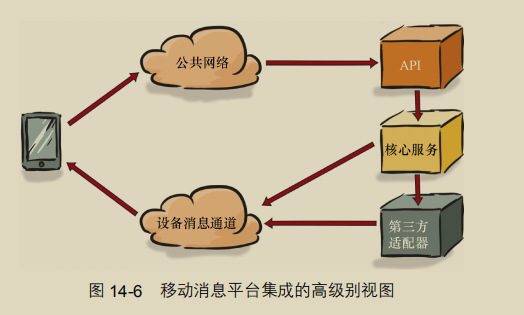 公共网络
API
核心服务
设备消息通道
第三方
适配器
图 14-6 移动消息平台集成的高级别视图